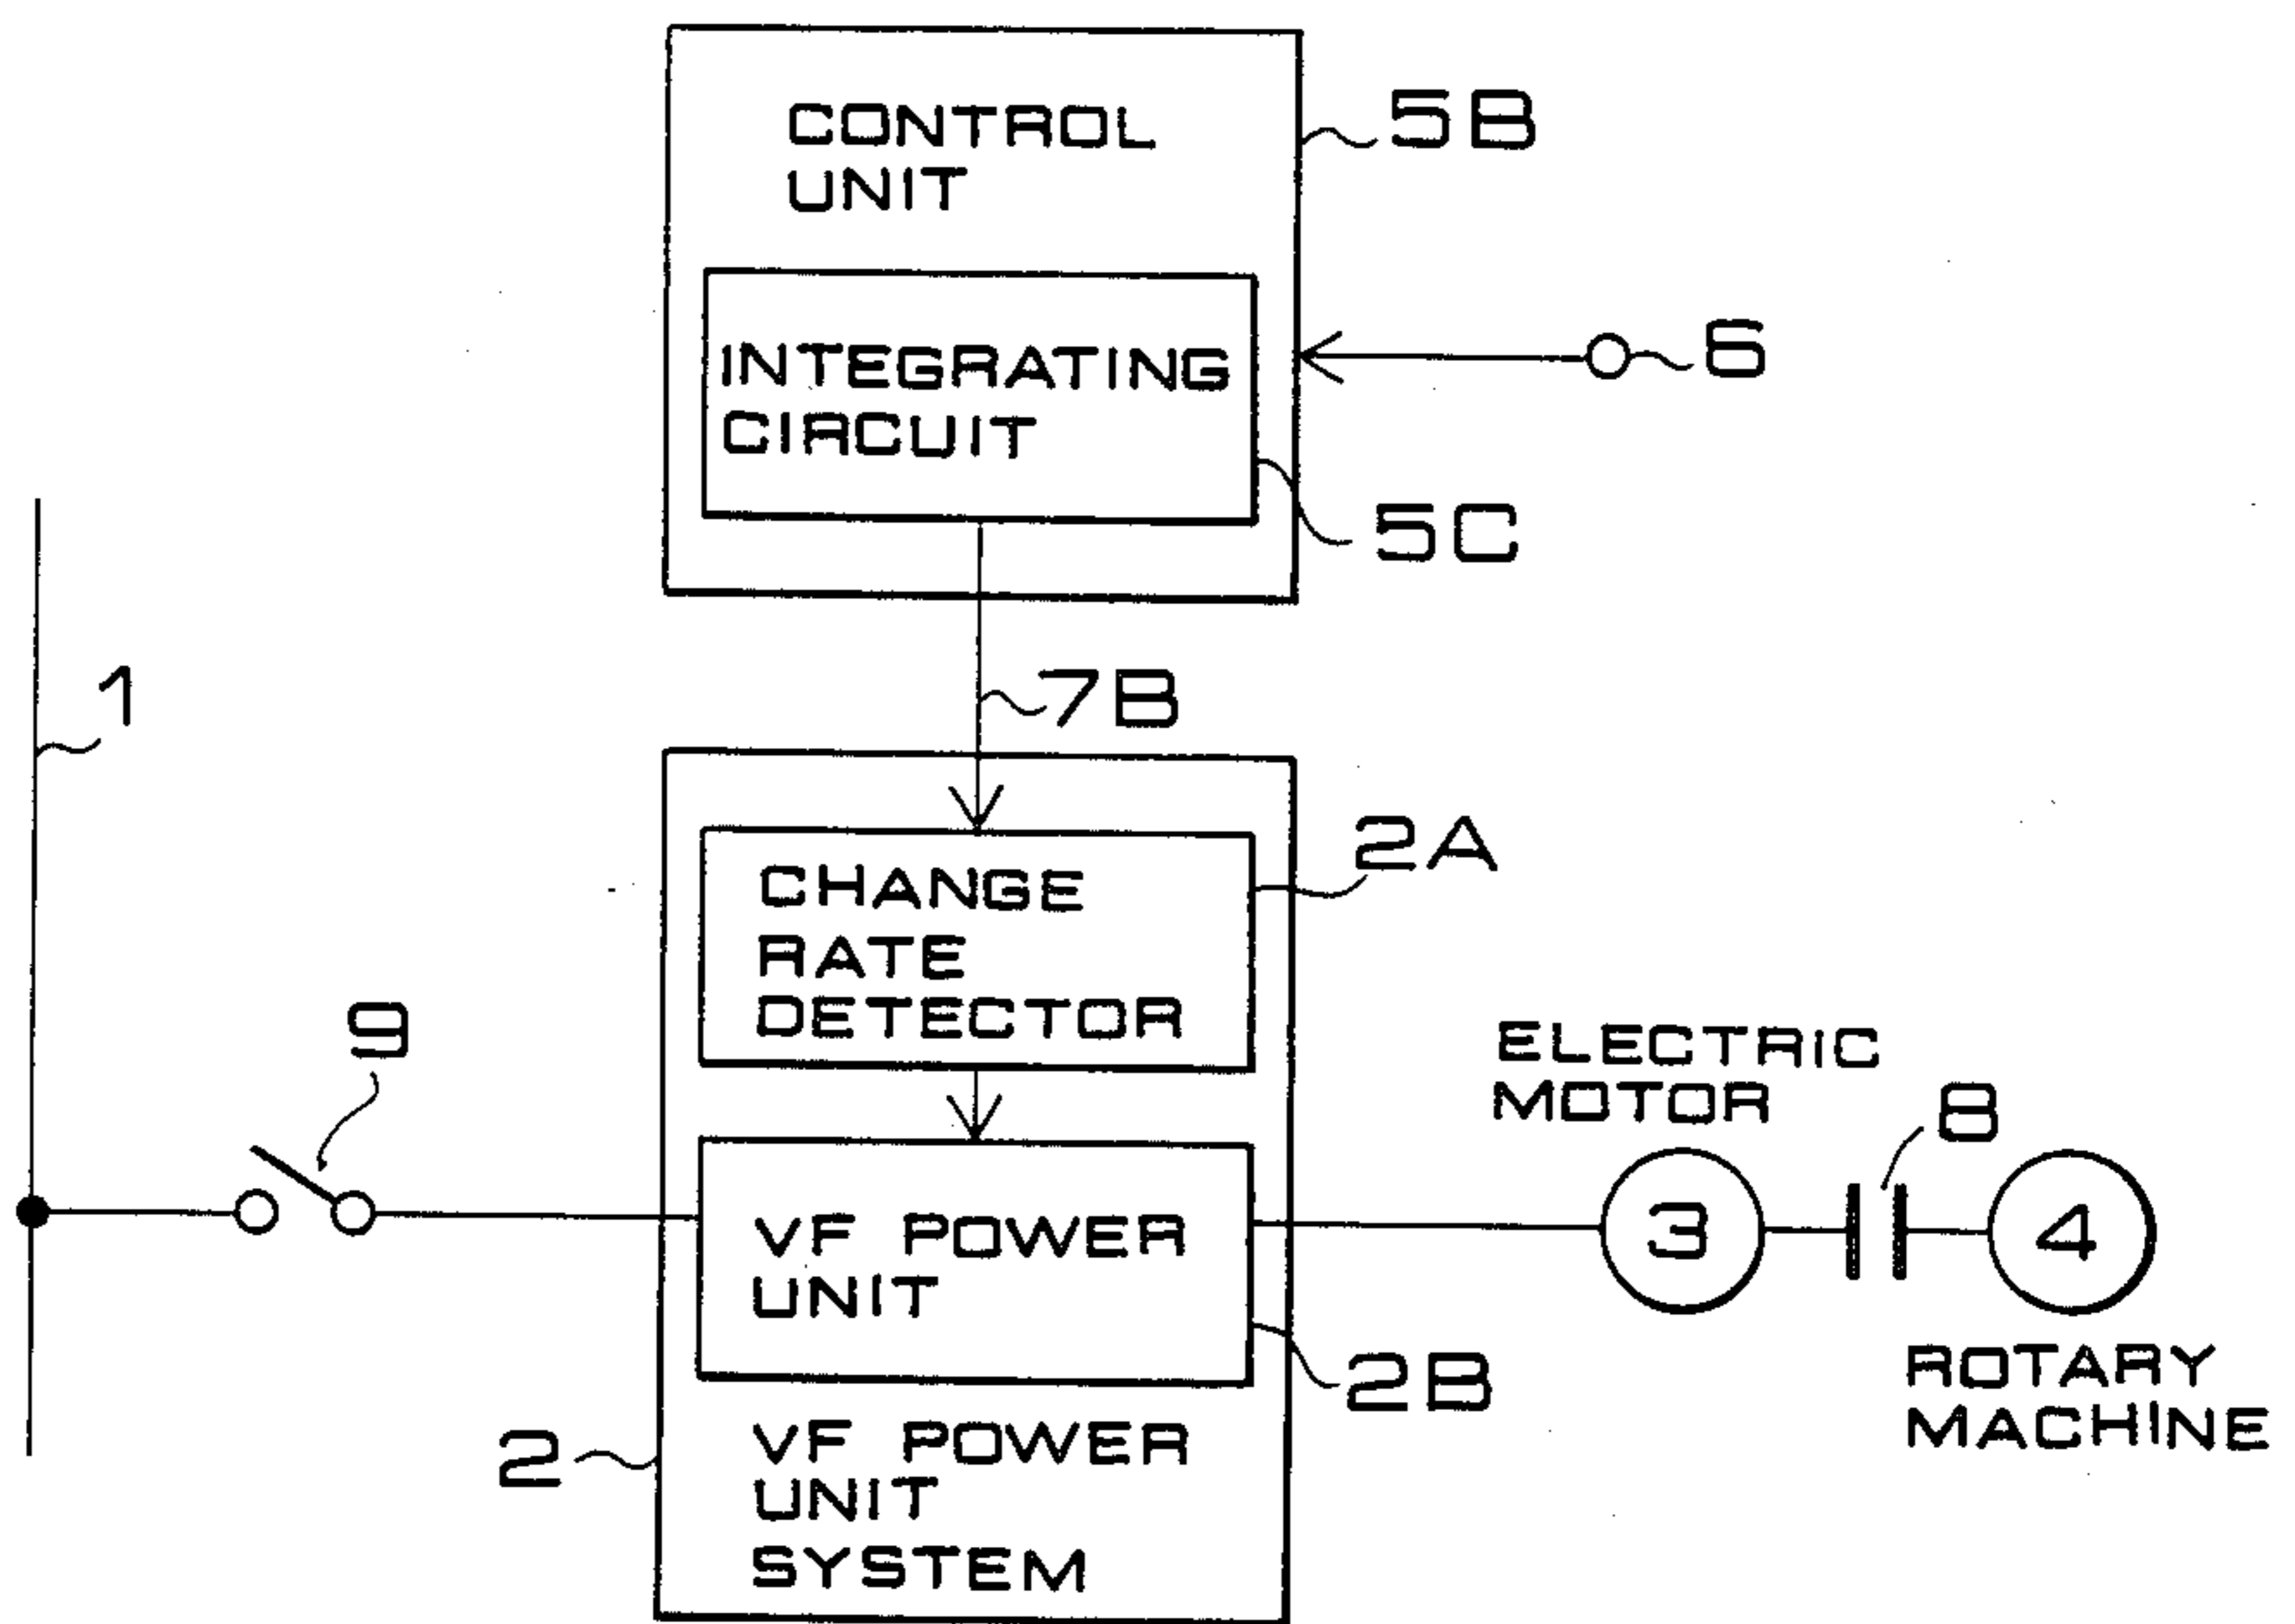 CONTROL
UNIT
5B
INTEGRATING
CIRCUIT
6
5C
1
7B
CHANGE
RATE
DETECTOR
2A
9
ELECTRIC
MOTOR
8
VF POWER
UNIT
3
4
2B
ROTARY
MACHINE
2
VF POWER
UNIT
SYSTEM